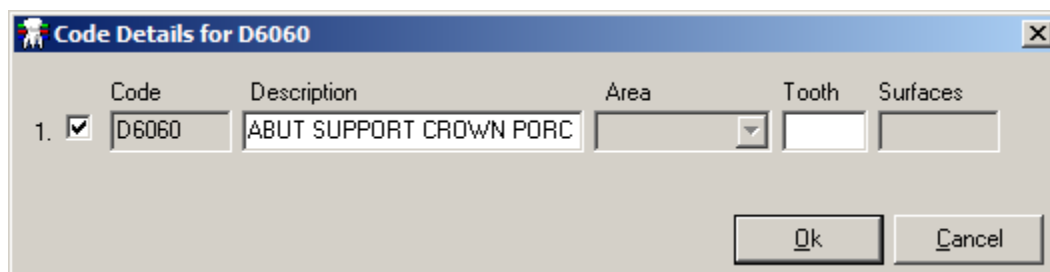 Code Details for D6060
Code Description Area Tooth Surfaces
1. D6060 ABUT SUPPORT CROWN PORC
Ok Cancel